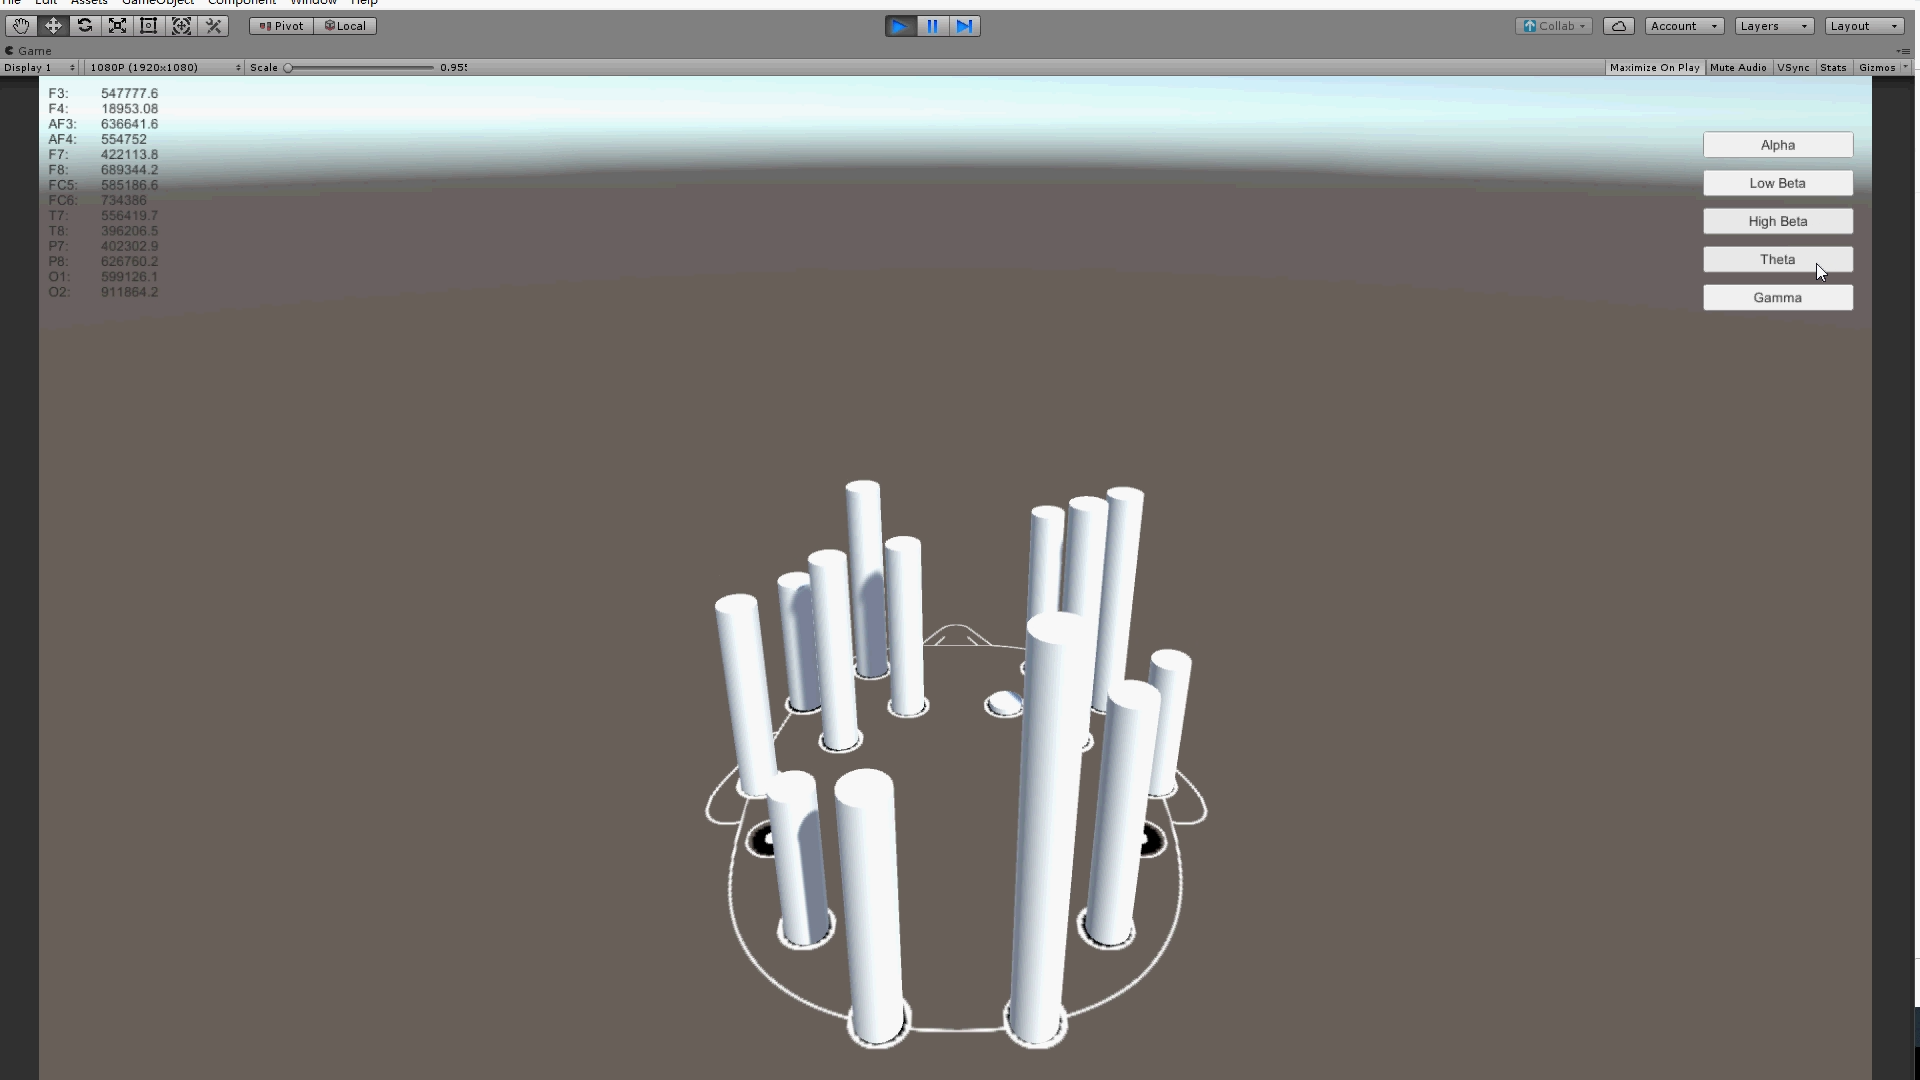 File Edit Assets GameObject Component Window Help
Pivot Local Collab Account Layers Layout
Game
Display 1 1080P (1920x1080) Scale 0.95 Maximize On Play Mute Audio VSync Stats Gizmos
F3: 547777.6
F4: 18953.08
AF3: 636641.6
AF4: 554752
F7: 422113.8
F8: 689344.2
FC5: 585186.6
FC6: 734386
T7: 556419.7
T8: 396206.5
P7: 402302.9
P8: 626760.2
O1: 599126.1
O2: 911864.2
Alpha
Low Beta
High Beta
Theta
Gamma